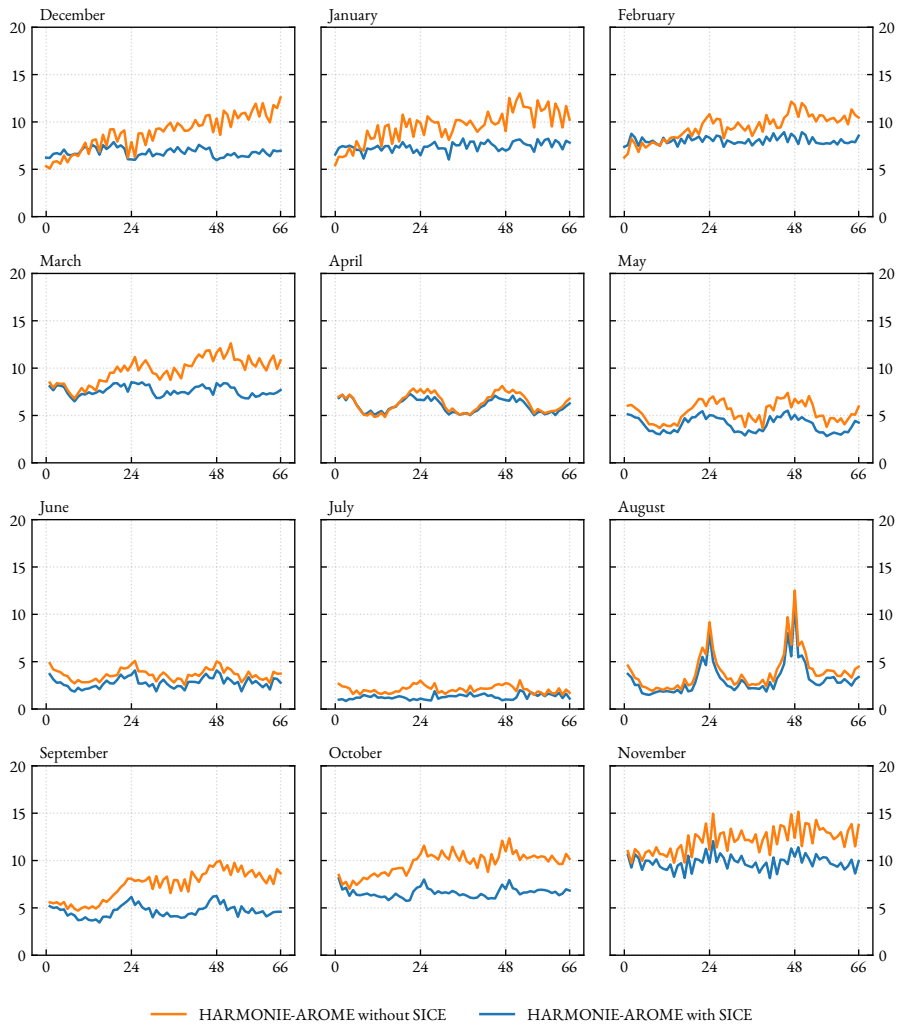 December January February
20 20
15 15
10 10
5 5
0 0
0 24 48 66 0 24 48 66 0 24 48 66
March April May
20 20
15 15
10 10
5 5
0 0
0 24 48 66 0 24 48 66 0 24 48 66
June July August
20 20
15 15
10 10
5 5
0 0
0 24 48 66 0 24 48 66 0 24 48 66
September October November
20 20
15 15
10 10
5 5
0 0
0 24 48 66 0 24 48 66 0 24 48 66
HARMONIE-AROME without SICE HARMONIE-AROME with SICE